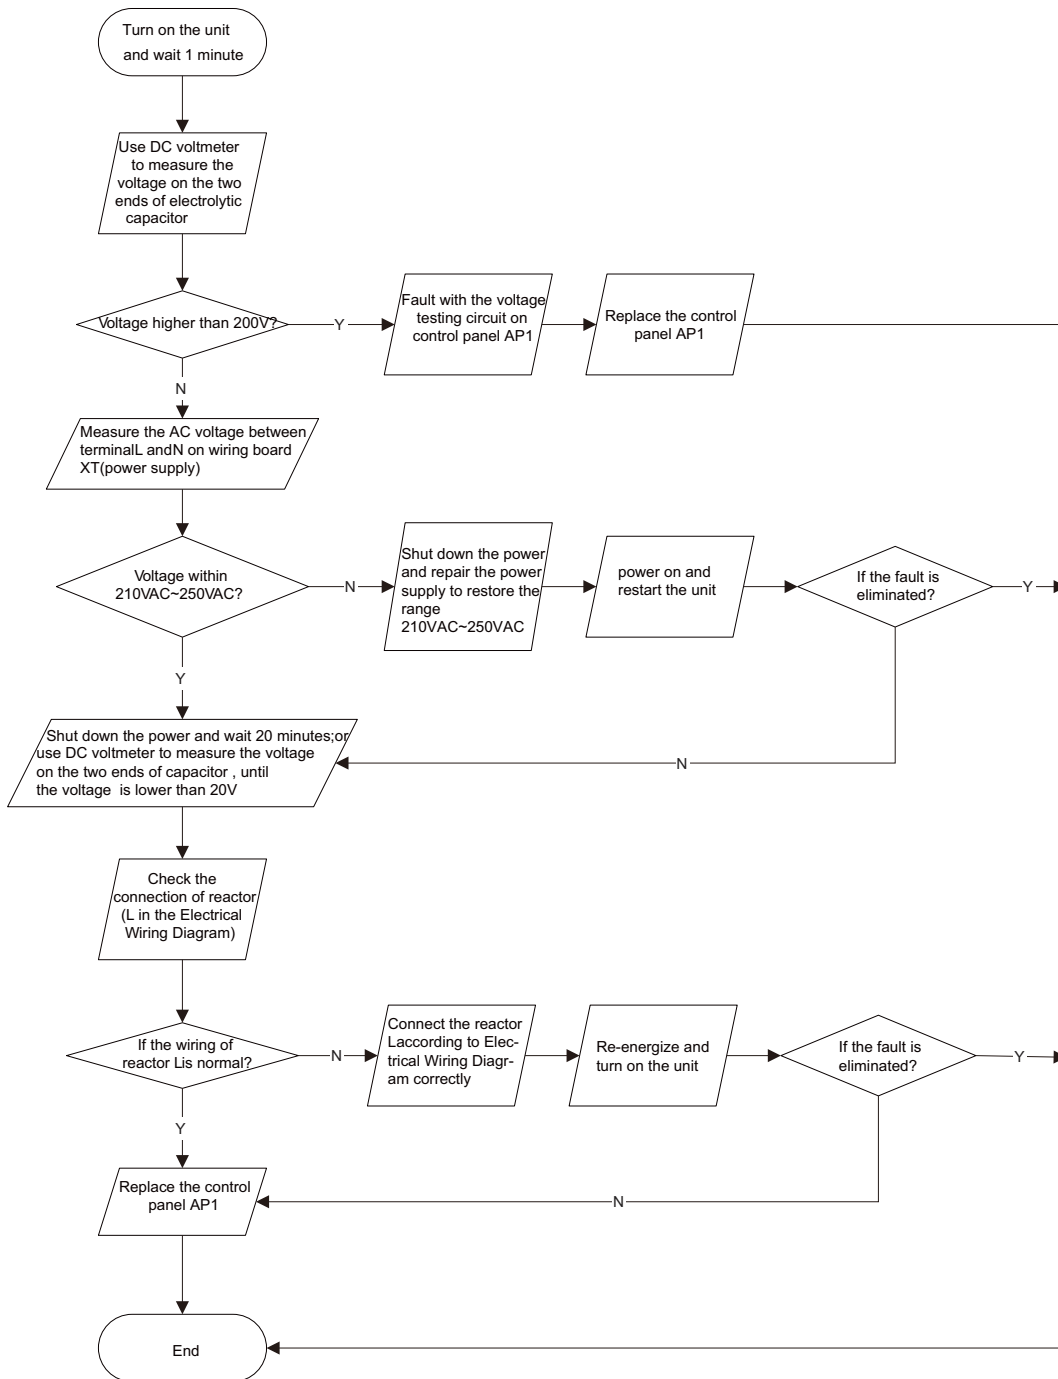 Turn on the unit
and wait 1 minute
Use DC voltmeter
to measure the
voltage on the two
ends of electrolytic
capacitor
Voltage higher than 200V?
Y
Fault with the voltage
testing circuit on
control panel AP1
Replace the control
panel AP1
N
Measure the AC voltage between
terminalL andN on wiring board
XT(power supply)
Voltage within
210VAC~250VAC?
N
Shut down the power
and repair the power
supply to restore the
range
210VAC~250VAC
power on and
restart the unit
If the fault is
eliminated?
Y
Y
N
Shut down the power and wait 20 minutes;or
use DC voltmeter to measure the voltage
on the two ends of capacitor , until
the voltage  is lower than 20V
Check the
connection of reactor
(L in the Electrical
Wiring Diagram)
If the wiring of
reactor Lis normal?
N
Connect the reactor
Laccording to Elec-
trical Wiring Diagr-
am correctly
Re-energize and
turn on the unit
If the fault is
eliminated?
Y
Y
N
Replace the control
panel AP1
End